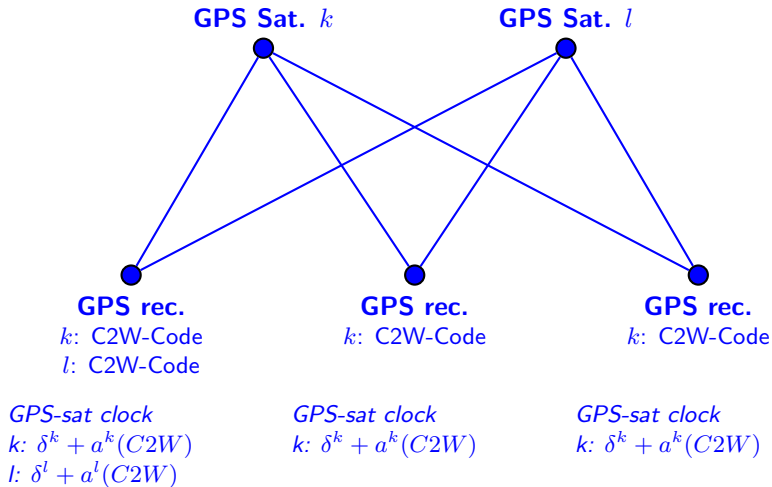 GPS Sat. k
GPS Sat. l
GPS rec.
k: C2W-Code
l: C2W-Code
GPS rec.
k: C2W-Code
GPS rec.
k: C2W-Code
GPS-sat clock
k: δ^k + a^k(C2W)
l: δ^l + a^l(C2W)
GPS-sat clock
k: δ^k + a^k(C2W)
GPS-sat clock
k: δ^k + a^k(C2W)